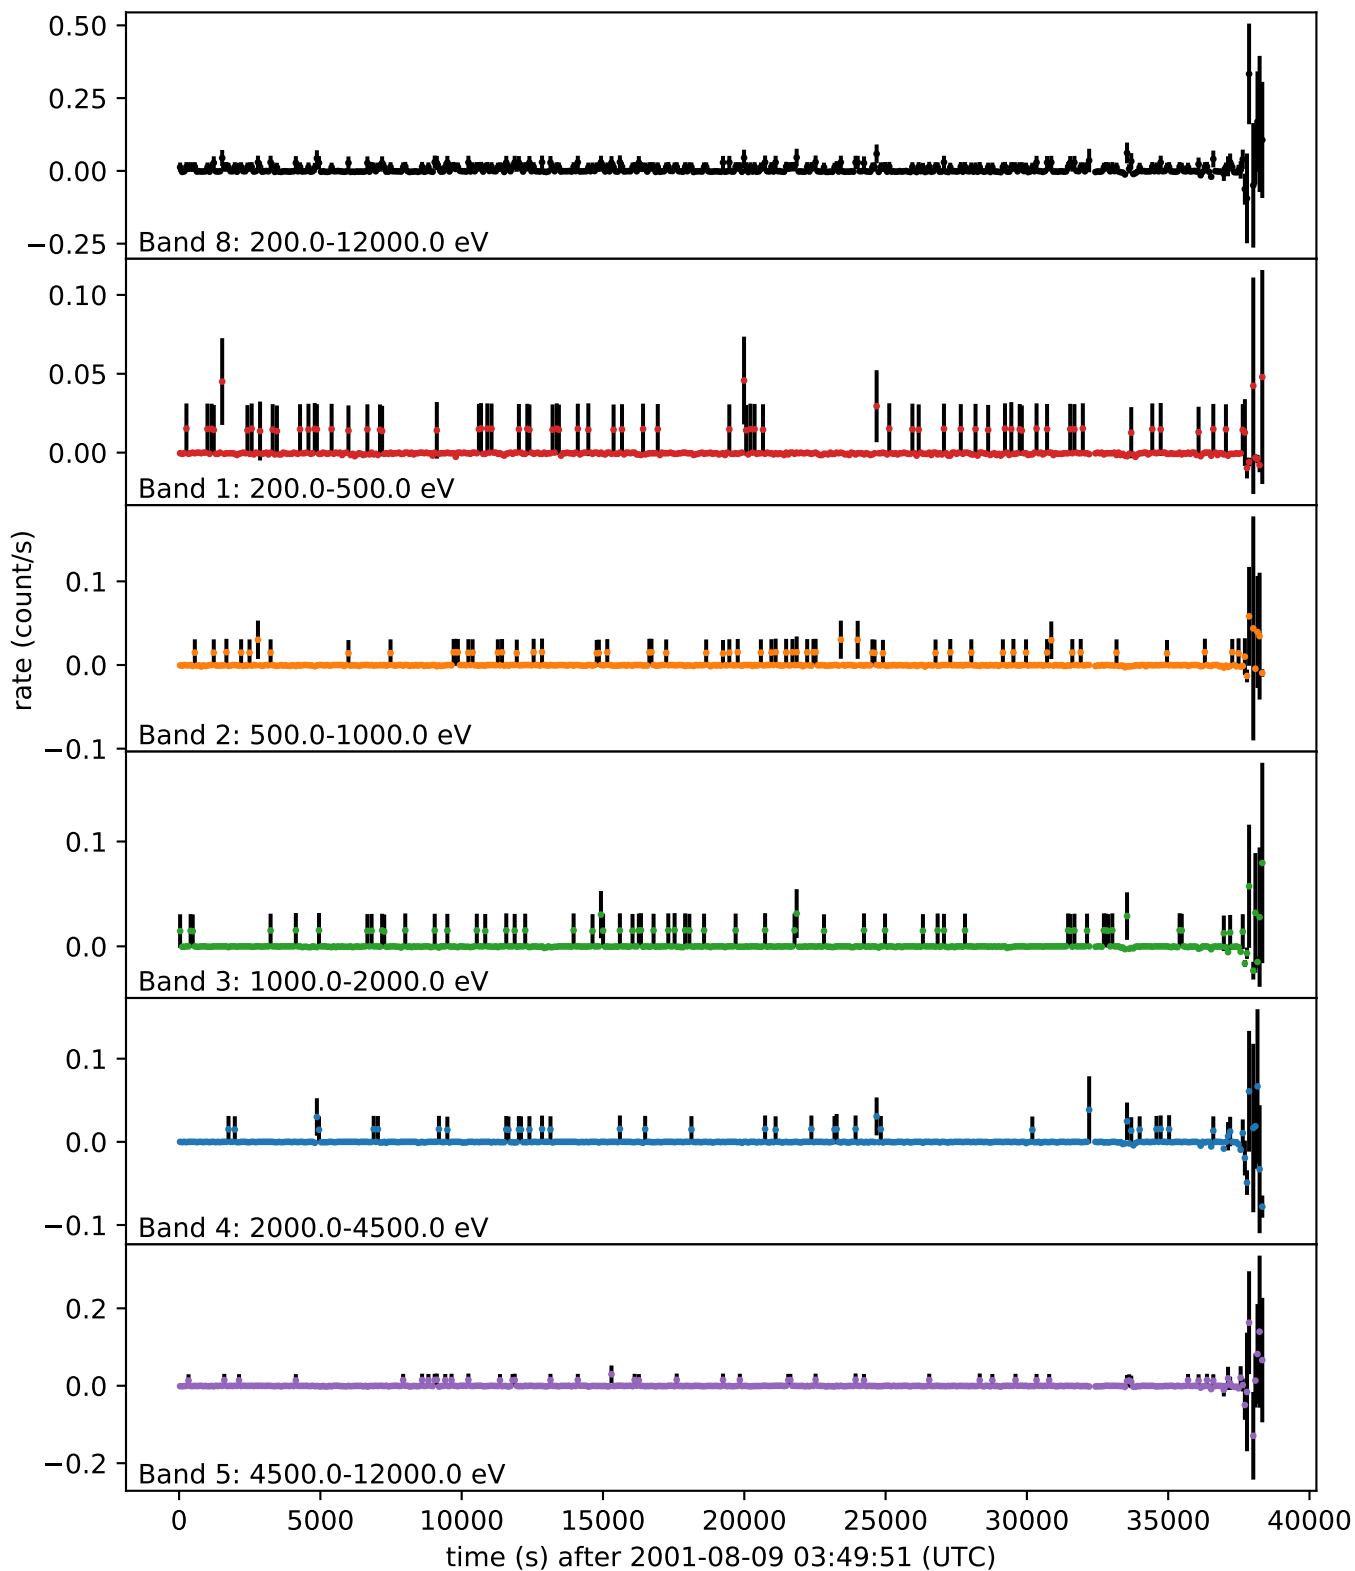 0.50
0.25
0.00
−0.25
Band 8: 200.0-12000.0 eV
0.10
0.05
0.00
Band 1: 200.0-500.0 eV
rate (count/s)
0.1
0.0
−0.1
Band 2: 500.0-1000.0 eV
0.1
0.0
Band 3: 1000.0-2000.0 eV
0.1
0.0
−0.1
Band 4: 2000.0-4500.0 eV
0.2
0.0
−0.2
Band 5: 4500.0-12000.0 eV
0 5000 10000 15000 20000 25000 30000 35000 40000
time (s) after 2001-08-09 03:49:51 (UTC)